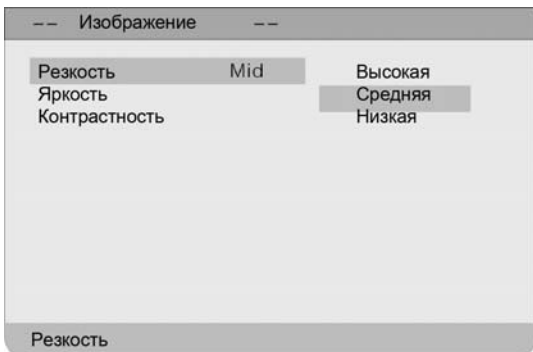 -- Изображение --
Резкость Mid Высокая
Яркость Средняя
Контрастность Низкая
Резкость